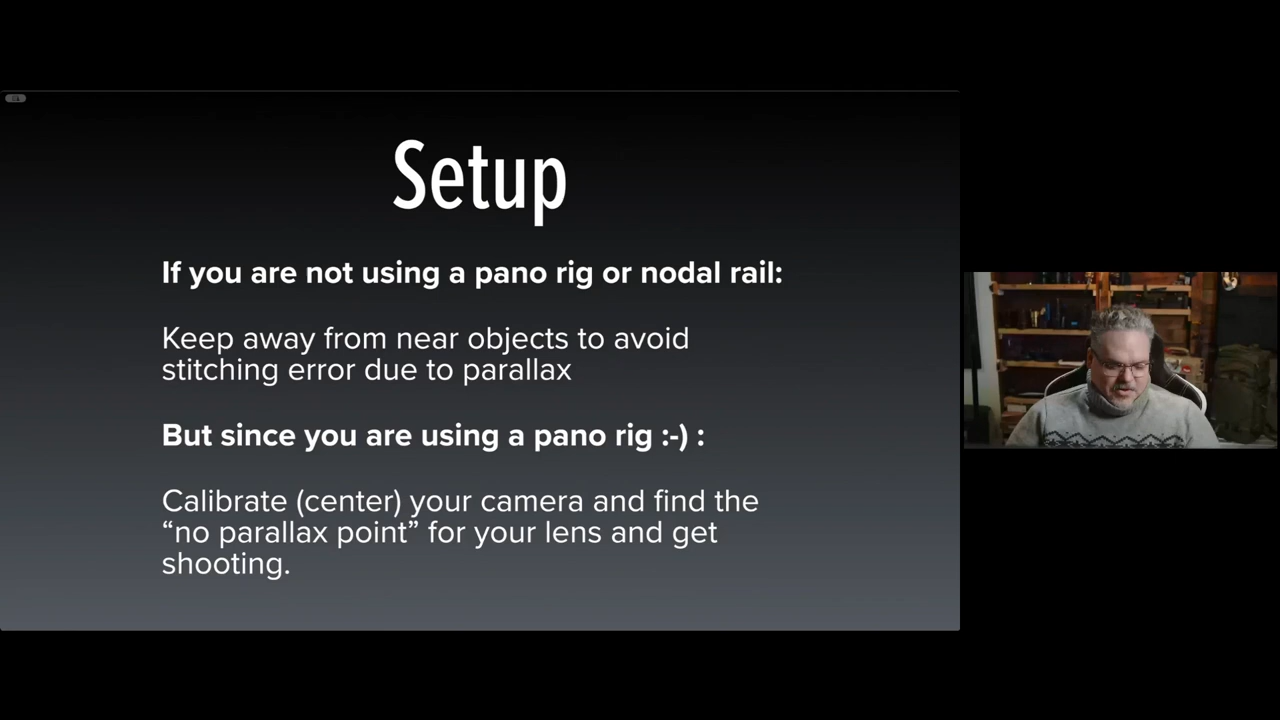 Setup
If you are not using a pano rig or nodal rail:
Keep away from near objects to avoid
stitching error due to parallax
But since you are using a pano rig :-) :
Calibrate (center) your camera and find the
“no parallax point” for your lens and get
shooting.